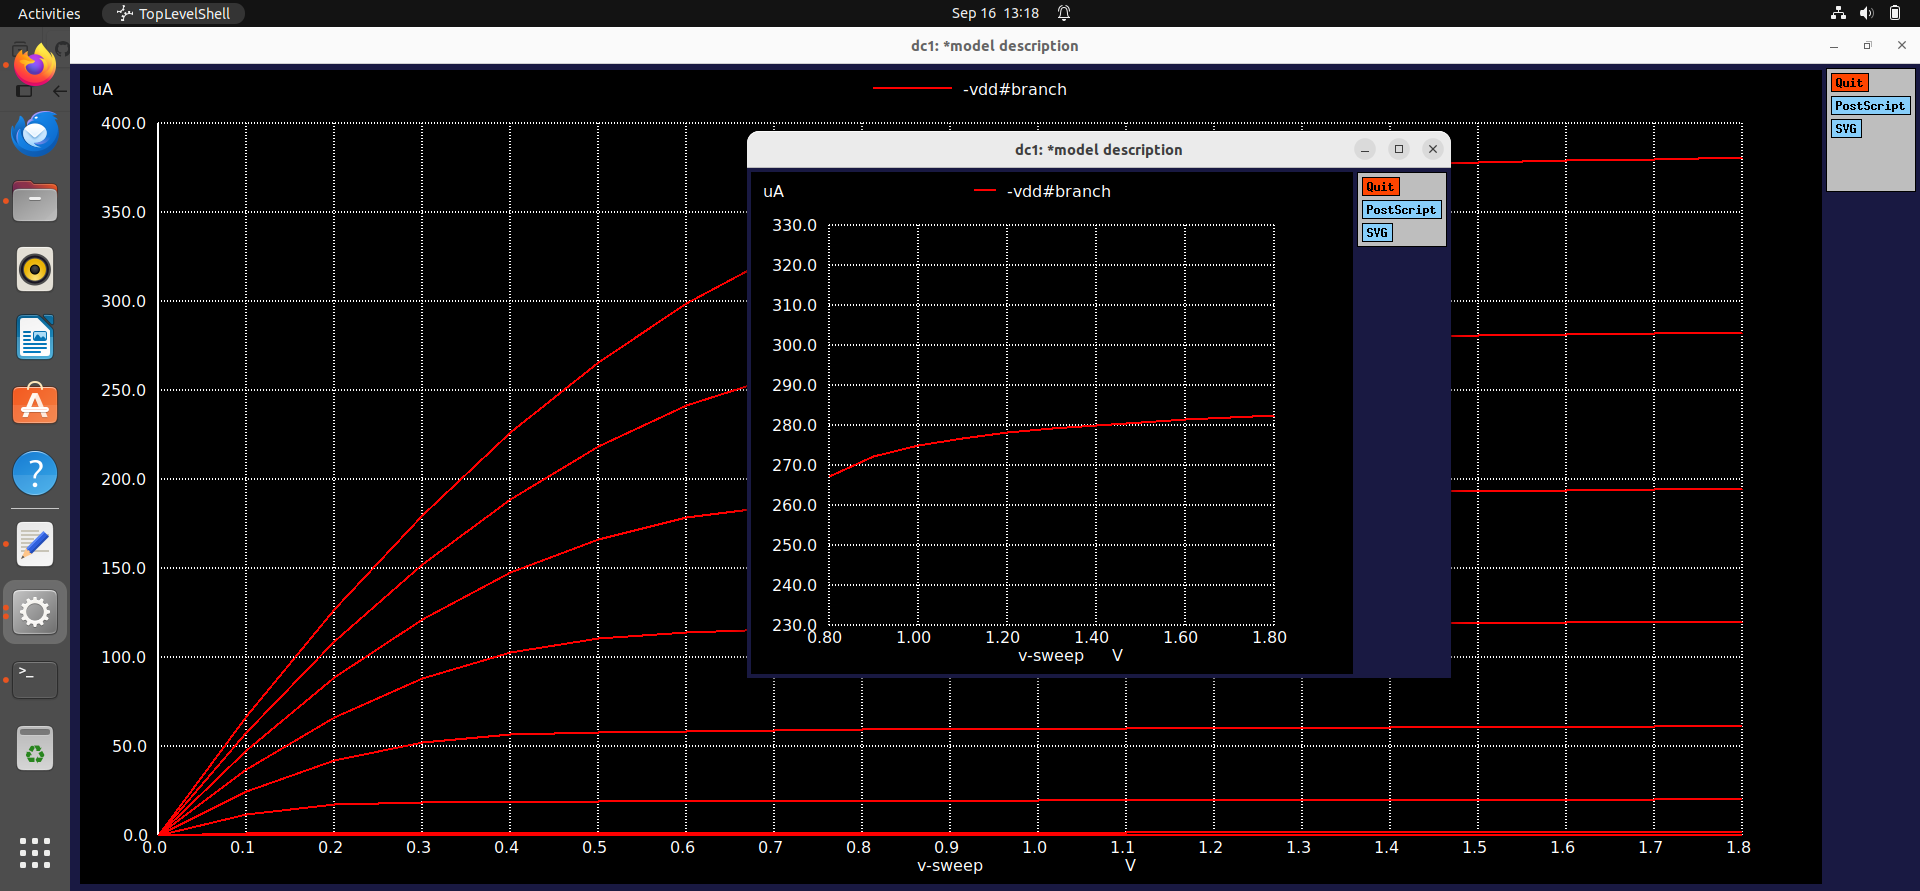 Activities TopLevelShell Sep 16 13:18
dc1: *model description
uA -vdd#branch
Quit
PostScript
SVG
400.0
350.0
300.0
250.0
200.0
150.0
100.0
50.0
0.0
0.0 0.1 0.2 0.3 0.4 0.5 0.6 0.7 0.8 0.9 1.0 1.1 1.2 1.3 1.4 1.5 1.6 1.7 1.8
v-sweep V
dc1: *model description
uA -vdd#branch
Quit
PostScript
SVG
330.0
320.0
310.0
300.0
290.0
280.0
270.0
260.0
250.0
240.0
230.0
0.80 1.00 1.20 1.40 1.60 1.80
v-sweep V